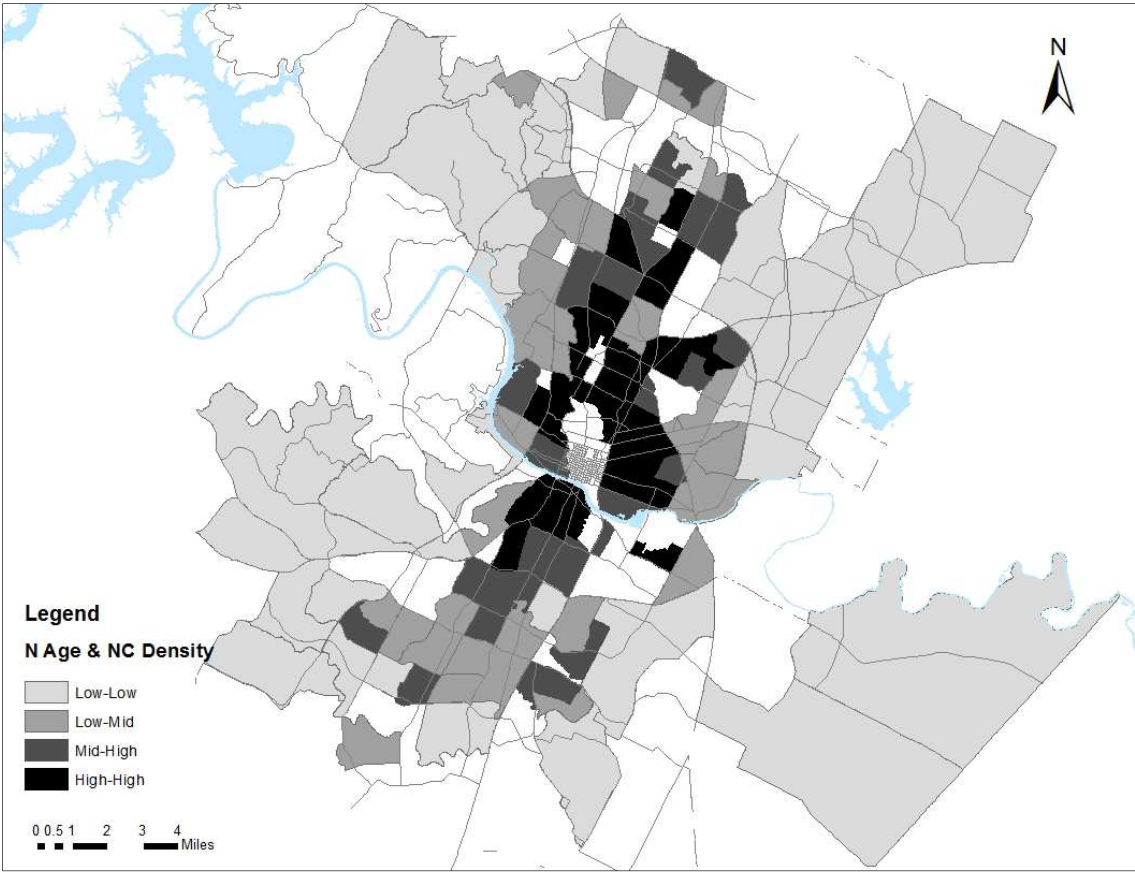 N
Legend
N Age & NC Density
Low-Low
Low-Mid
Mid-High
High-High
0 0.5 1 2 3 4
Miles